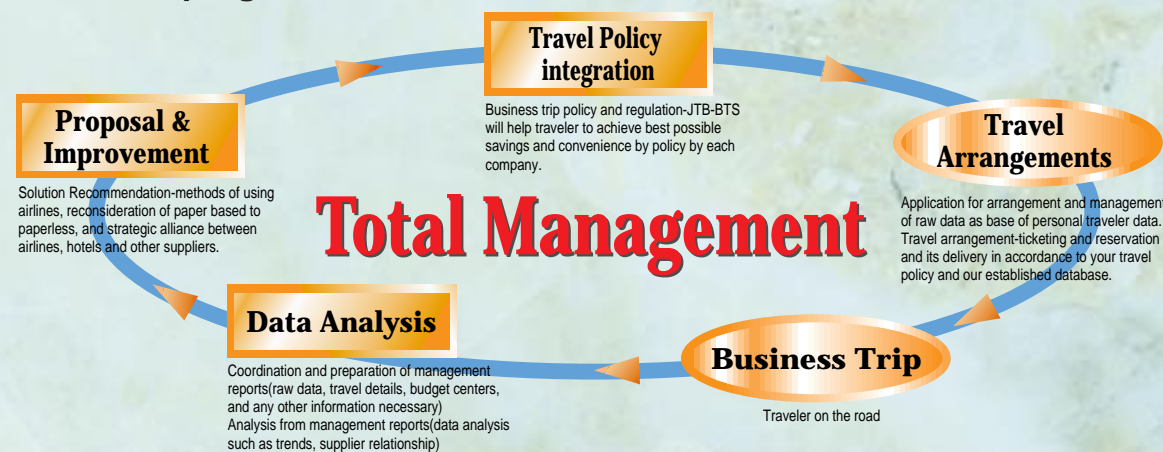 Travel Policy
integration
Business trip policy and regulation-JTB-BTS
will help traveler to achieve best possible
savings and convenience by policy by each
company.
Proposal &
Improvement
Solution Recommendation-methods of using
airlines, reconsideration of paper based to
paperless, and strategic alliance between
airlines, hotels and other suppliers.
Travel
Arrangements
Application for arrangement and management
of raw data as base of personal traveler data.
Travel arrangement-ticketing and reservation
and its delivery in accordance to your travel
policy and our established database.
Total Management
Data Analysis
Coordination and preparation of management
reports(raw data, travel details, budget centers,
and any other information necessary)
Analysis from management reports(data analysis
such as trends, supplier relationship)
Business Trip
Traveler on the road